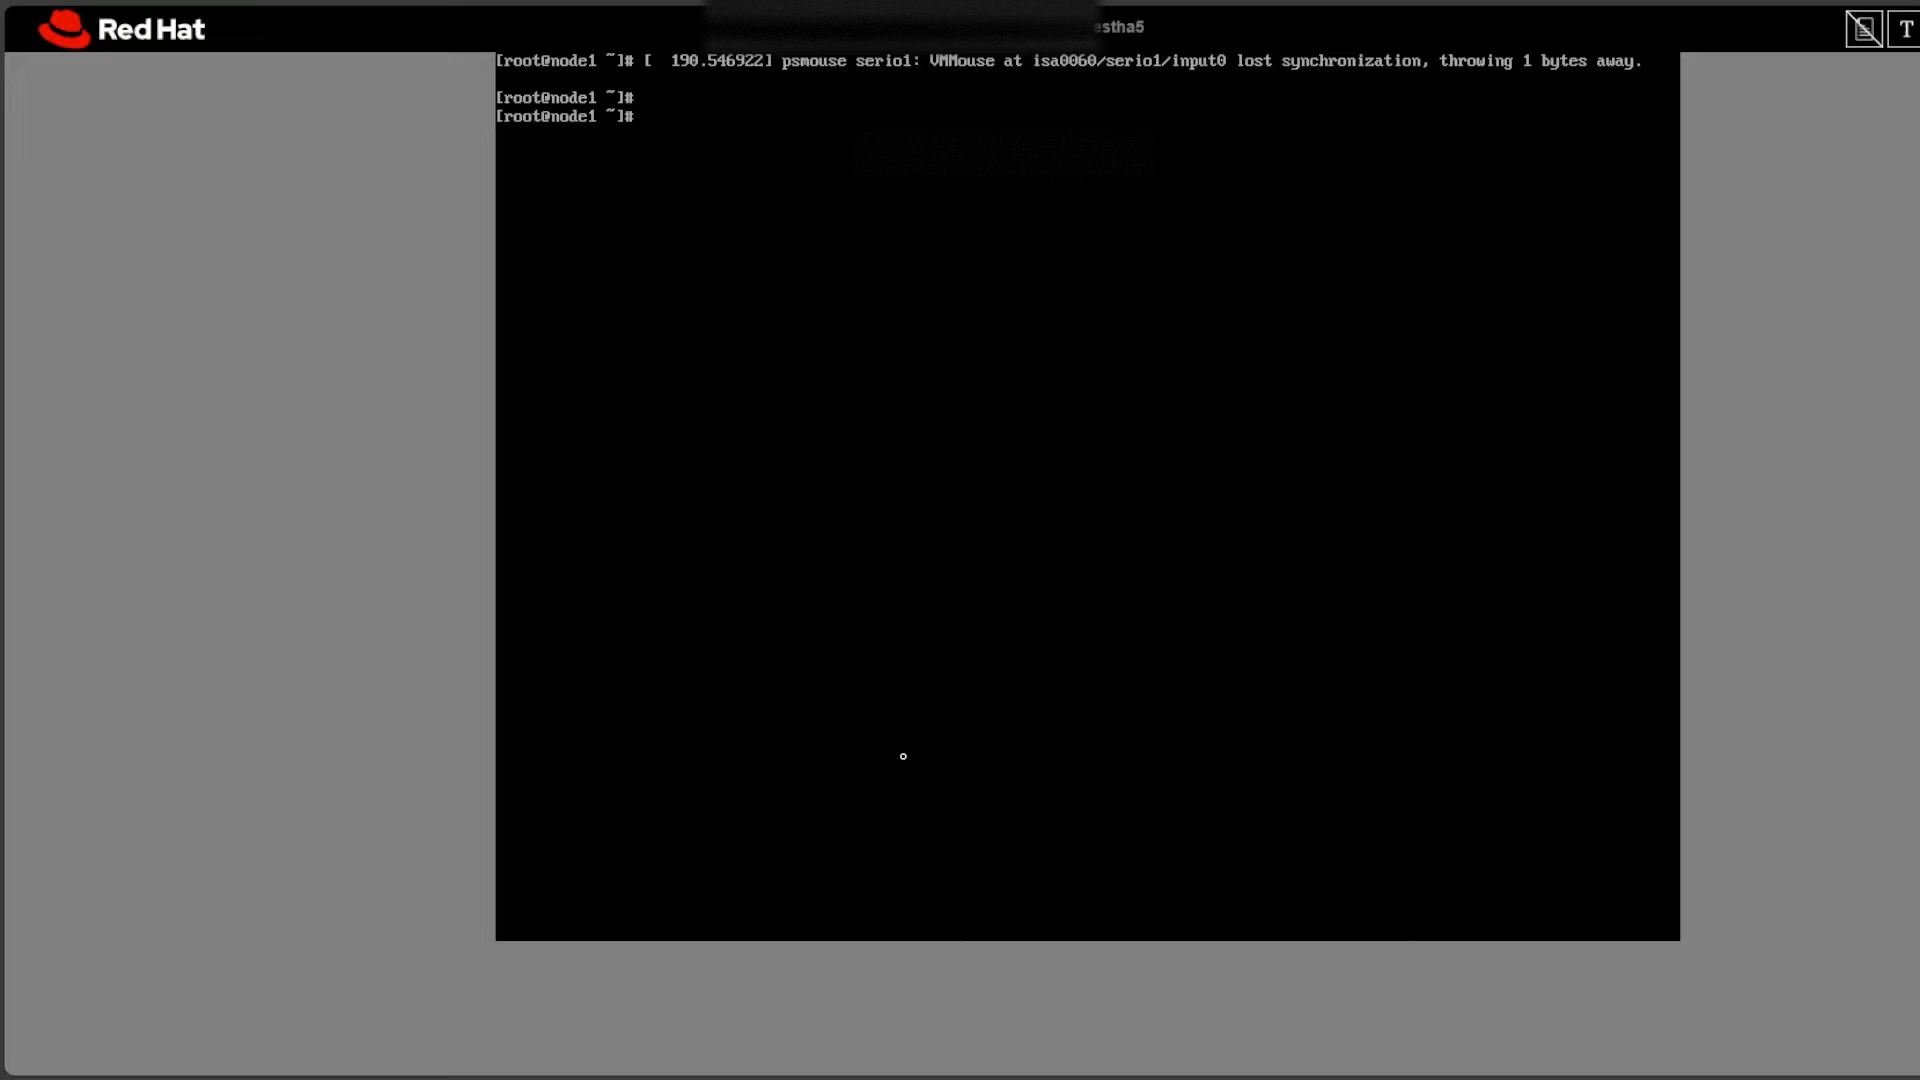 Red Hat
estha5
T
[root@node1 ~]# [  190.546922] psmouse serio1: VMMouse at isa0060/serio1/input0 lost synchronization, throwing 1 bytes away.
[root@node1 ~]#
[root@node1 ~]#